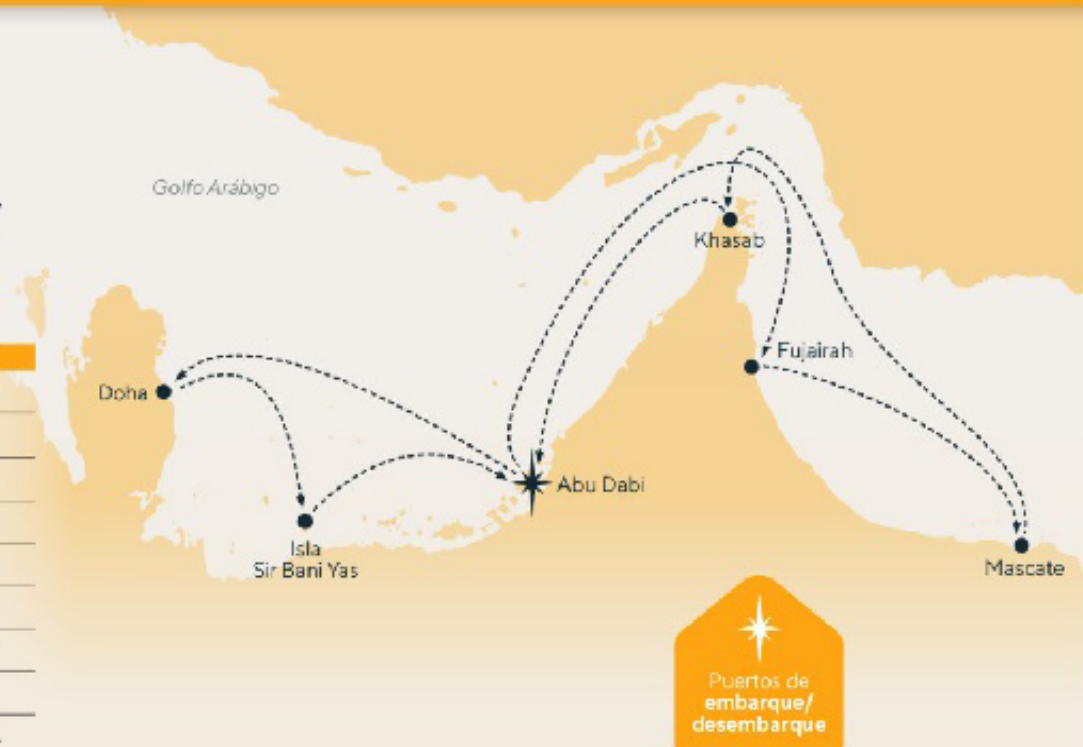 Golfo Arábigo
Khasab
Fujairah
Doha
Abu Dabi
Isla
Sir Bani Yas
Mascate
Puertos de
embarque/
desembarque